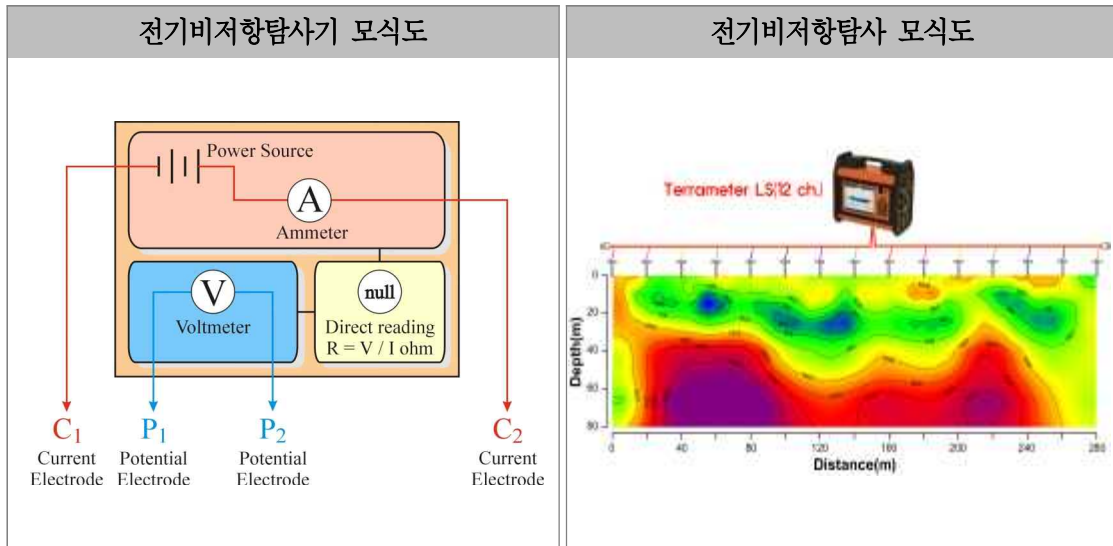 전기비저항탐사기 모식도
Power Source
A
Ammeter
V
Voltmeter
null
Direct reading
R = V / I ohm
C1
Current
Electrode
P1
Potential
Electrode
P2
Potential
Electrode
C2
Current
Electrode
전기비저항탐사 모식도
Terrameter LS(12 ch.)
Depth(m)
0
20
40
60
80
0 40 80 120 160 200 240 280
Distance(m)